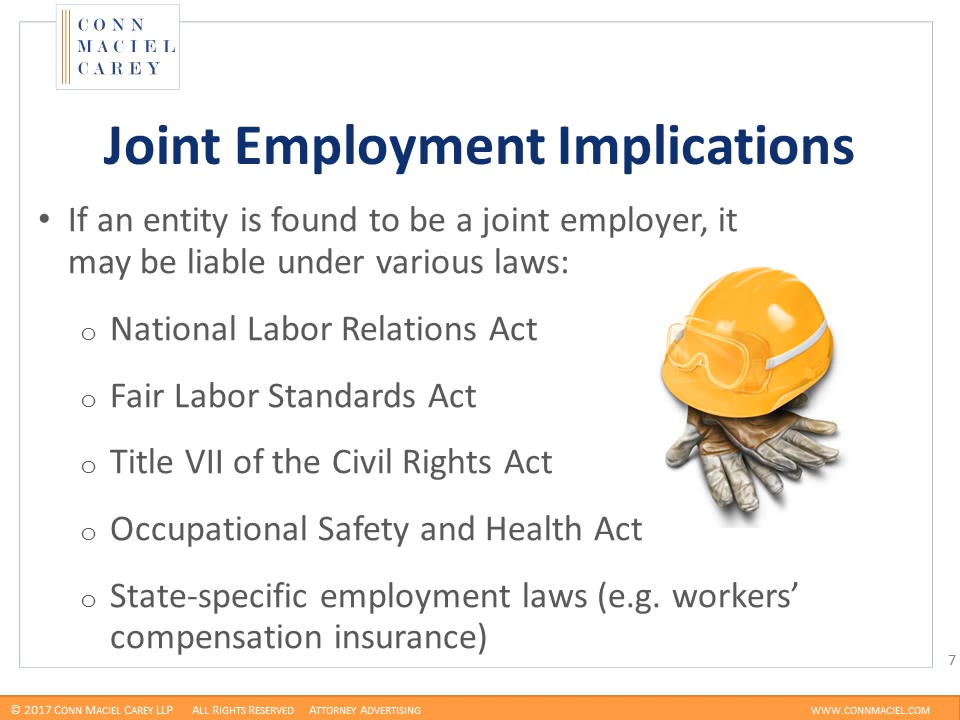 CONN
MACIEL
CAREY
Joint Employment Implications
• If an entity is found to be a joint employer, it
may be liable under various laws:
o National Labor Relations Act
o Fair Labor Standards Act
o Title VII of the Civil Rights Act
o Occupational Safety and Health Act
o State-specific employment laws (e.g. workers’
compensation insurance)
7
© 2017 CONN MACIEL CAREY LLP ALL RIGHTS RESERVED ATTORNEY ADVERTISING WWW.CONNMACIEL.COM